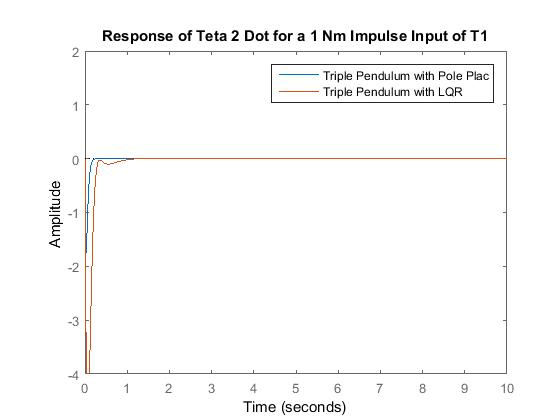 Response of Teta 2 Dot for a 1 Nm Impulse Input of T1
Triple Pendulum with Pole Plac
Triple Pendulum with LQR
Amplitude
2
1
0
-1
-2
-3
-4
0 1 2 3 4 5 6 7 8 9 10
Time (seconds)